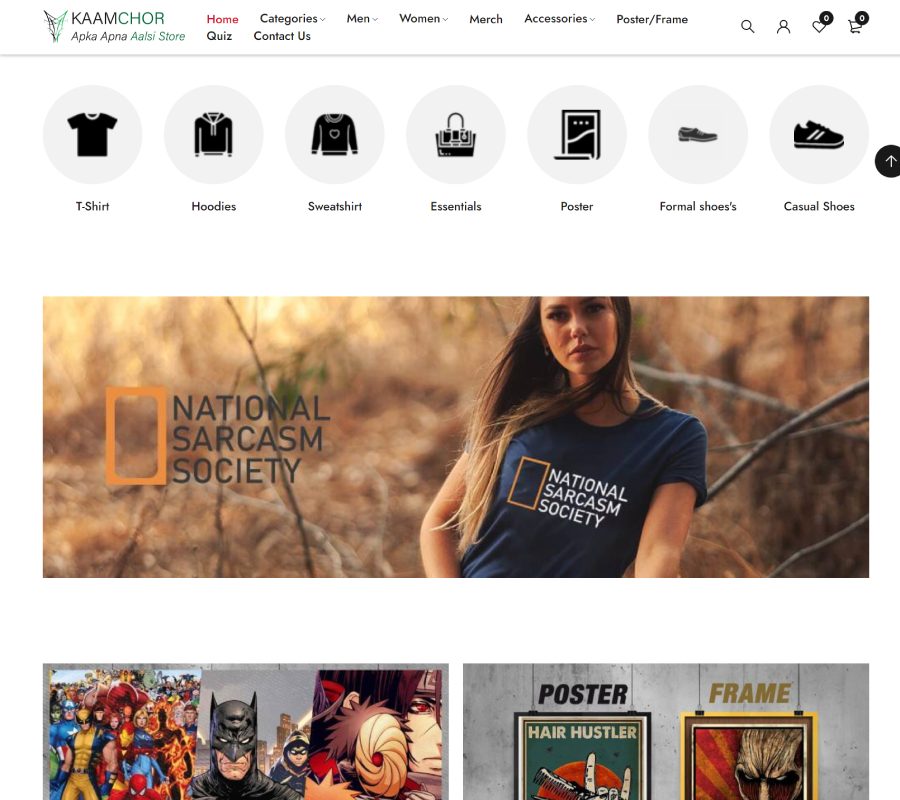 KAAMCHOR
Apka Apna Aalsi Store
Home Categories Men Women Merch Accessories Poster/Frame
Quiz Contact Us
0 0
T-Shirt Hoodies Sweatshirt Essentials Poster Formal shoes's Casual Shoes
NATIONAL
SARCASM
SOCIETY
NATIONAL
SARCASM
SOCIETY
POSTER FRAME
HAIR HUSTLER